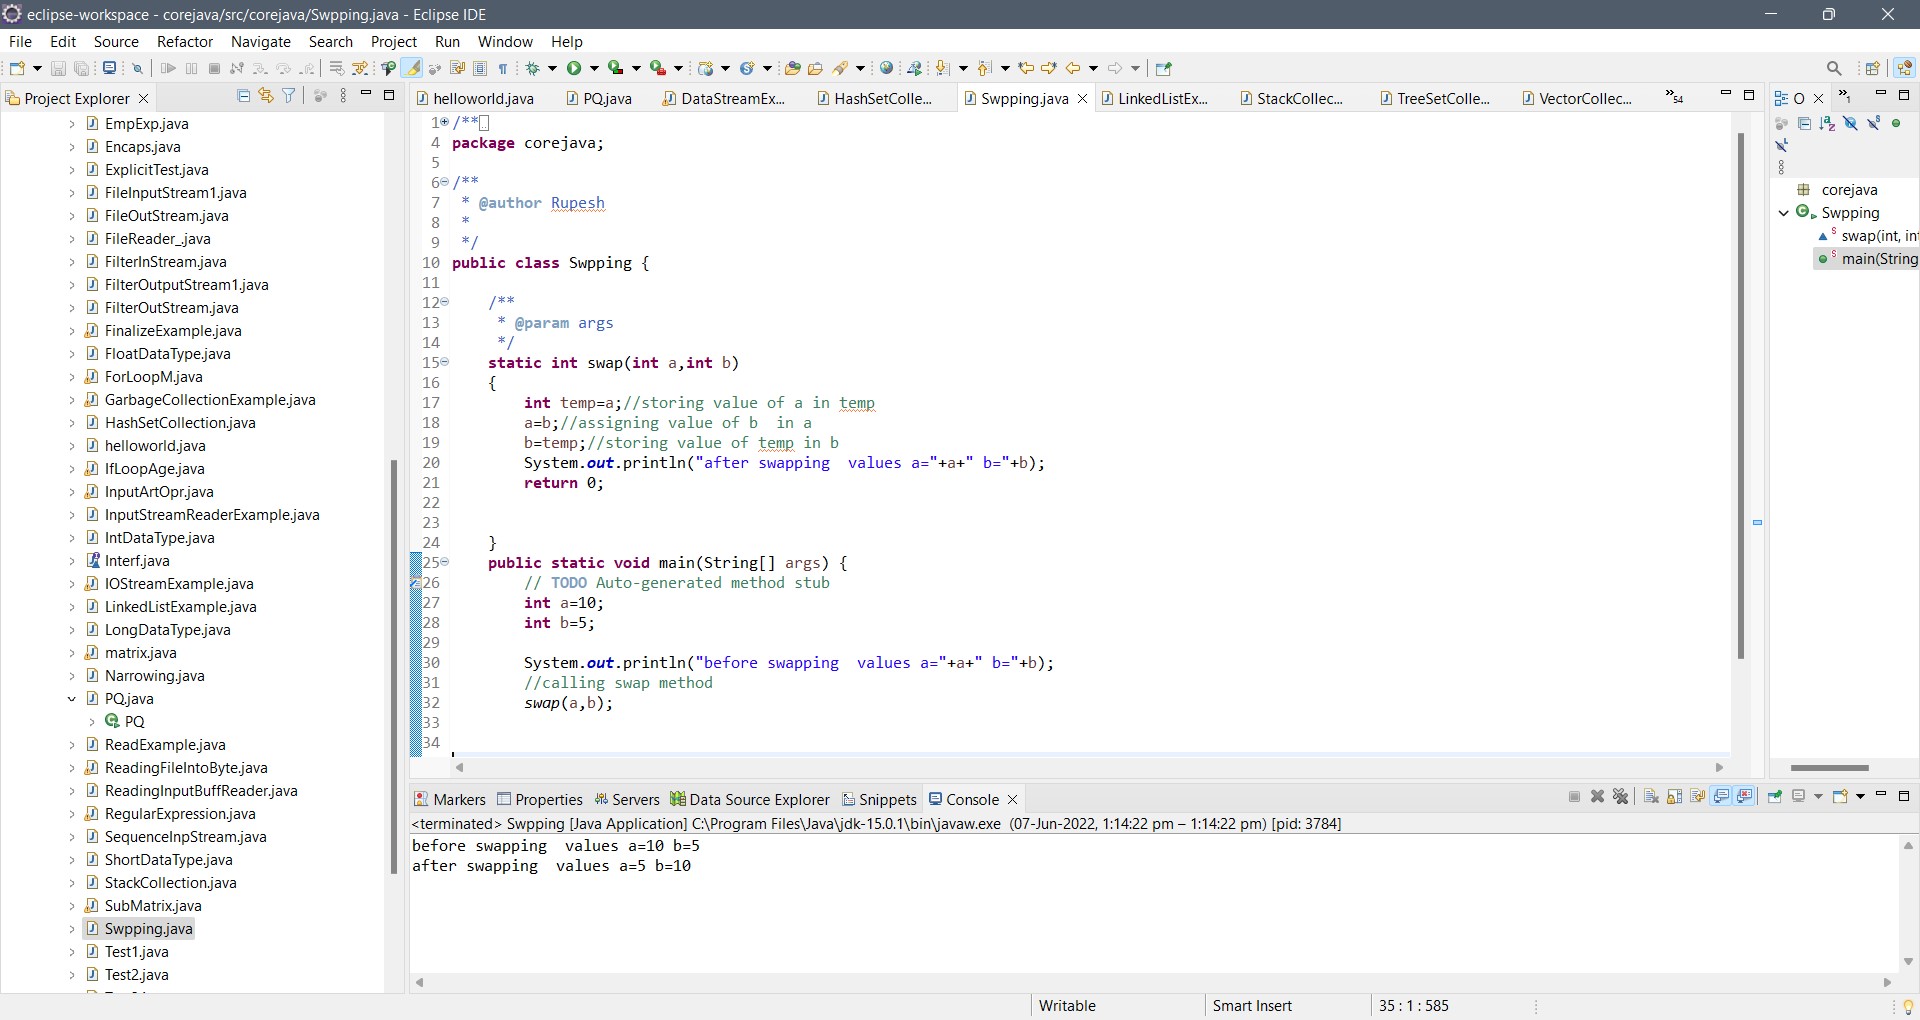 eclipse-workspace - corejava/src/corejava/Swpping.java - Eclipse IDE
File Edit Source Refactor Navigate Search Project Run Window Help
Project Explorer
EmpExp.java
Encaps.java
ExplicitTest.java
FileInputStream1.java
FileOutStream.java
FileReader_.java
FilterInStream.java
FilterOutputStream1.java
FilterOutStream.java
FinalizeExample.java
FloatDataType.java
ForLoopM.java
GarbageCollectionExample.java
HashSetCollection.java
helloworld.java
IfLoopAge.java
InputArtOpr.java
InputStreamReaderExample.java
IntDataType.java
Interf.java
IOStreamExample.java
LinkedListExample.java
LongDataType.java
matrix.java
Narrowing.java
PQ.java
PQ
ReadExample.java
ReadingFileIntoByte.java
ReadingInputBuffReader.java
RegularExpression.java
SequenceInpStream.java
ShortDataType.java
StackCollection.java
SubMatrix.java
Swpping.java
Test1.java
Test2.java
helloworld.java PQ.java DataStreamEx... HashSetColle... Swpping.java LinkedListEx... StackCollec... TreeSetColle... VectorCollec... »54
1 /**
4 package corejava;
5
6 /**
7  * @author Rupesh
8  *
9  */
10 public class Swpping {
11
12     /**
13      * @param args
14      */
15     static int swap(int a,int b)
16     {
17         int temp=a;//storing value of a in temp
18         a=b;//assigning value of b  in a
19         b=temp;//storing value of temp in b
20         System.out.println("after swapping  values a="+a+" b="+b);
21         return 0;
22
23
24     }
25     public static void main(String[] args) {
26         // TODO Auto-generated method stub
27         int a=10;
28         int b=5;
29
30         System.out.println("before swapping  values a="+a+" b="+b);
31         //calling swap method
32         swap(a,b);
33
34
O »1
corejava
Swpping
S swap(int, in
S main(String
Markers Properties Servers Data Source Explorer Snippets Console
<terminated> Swpping [Java Application] C:\Program Files\Java\jdk-15.0.1\bin\javaw.exe (07-Jun-2022, 1:14:22 pm – 1:14:22 pm) [pid: 3784]
before swapping  values a=10 b=5
after swapping  values a=5 b=10
Writable Smart Insert 35 : 1 : 585